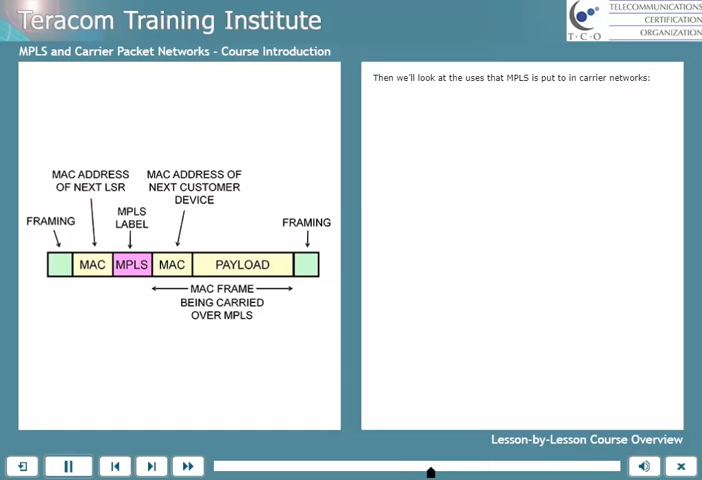 Teracom Training Institute
TELECOMMUNICATIONS
CERTIFICATION
ORGANIZATION
T·C·O
MPLS and Carrier Packet Networks - Course Introduction
Then we'll look at the uses that MPLS is put to in carrier networks:
MAC ADDRESS
OF NEXT LSR
MAC ADDRESS OF
NEXT CUSTOMER
DEVICE
FRAMING
MPLS
LABEL
FRAMING
MAC
MPLS
MAC
PAYLOAD
MAC FRAME
BEING CARRIED
OVER MPLS
Lesson-by-Lesson Course Overview